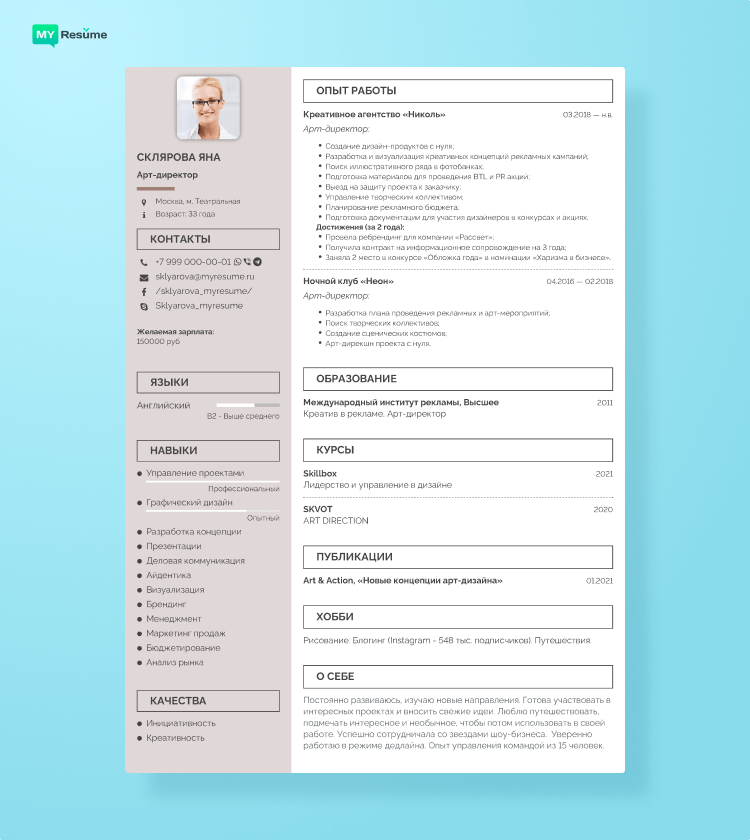 MY Resume
СКЛЯРОВА ЯНА
Арт-директор
Москва, м. Театральная
Возраст: 33 года
КОНТАКТЫ
+7 999 000-00-01
sklyarova@myresume.ru
/sklyarova_myresume/
Sklyarova_myresume
Желаемая зарплата:
150000 руб
ЯЗЫКИ
Английский
B2 - Выше среднего
НАВЫКИ
Управление проектами
Профессиональный
Графический дизайн
Опытный
Разработка концепции
Презентации
Деловая коммуникация
Айдентика
Визуализация
Брендинг
Менеджмент
Маркетинг продаж
Бюджетирование
Анализ рынка
КАЧЕСТВА
Инициативность
Креативность
ОПЫТ РАБОТЫ
Креативное агентство «Николь» 03.2018 — н.в.
Арт-директор:
Создание дизайн-продуктов с нуля;
Разработка и визуализация креативных концепций рекламных кампаний;
Поиск иллюстративного ряда в фотобанках;
Подготовка материалов для проведения BTL и PR акций;
Выезд на защиту проекта к заказчику;
Управление творческим коллективом;
Планирование рекламного бюджета;
Подготовка документации для участия дизайнеров в конкурсах и акциях.
Достижения (за 2 года):
Провела ребрендинг для компании «Рассвет»;
Получила контракт на информационное сопровождение на 3 года;
Заняла 2 место в конкурсе «Обложка года» в номинации «Харизма в бизнесе».
Ночной клуб «Неон» 04.2016 — 02.2018
Арт-директор:
Разработка плана проведения рекламных и арт-мероприятий;
Поиск творческих коллективов;
Создание сценических костюмов;
Арт-дирекшн проекта с нуля.
ОБРАЗОВАНИЕ
Международный институт рекламы, Высшее 2011
Креатив в рекламе. Арт-директор
КУРСЫ
Skillbox 2021
Лидерство и управление в дизайне
SKVOT 2020
ART DIRECTION
ПУБЛИКАЦИИ
Art & Action, «Новые концепции арт-дизайна» 01.2021
ХОББИ
Рисование. Блогинг (Instagram - 548 тыс. подписчиков). Путешествия.
О СЕБЕ
Постоянно развиваюсь, изучаю новые направления. Готова участвовать в
интересных проектах и вносить свежие идеи. Люблю путешествовать,
подмечать интересное и необычное, чтобы потом использовать в своей
работе. Успешно сотрудничала со звездами шоу-бизнеса. Уверенно
работаю в режиме дедлайна. Опыт управления командой из 15 человек.